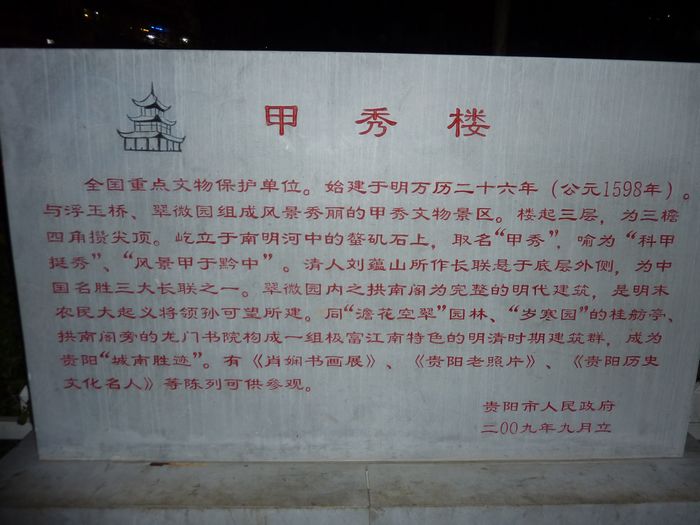 甲秀楼
全国重点文物保护单位。始建于明万历二十六年（公元1598年）。
与浮玉桥、翠微园组成风景秀丽的甲秀文物景区。楼起三层，为三檐
四角攒尖顶。屹立于南明河中的鳌矶石上，取名“甲秀”，喻为“科甲
挺秀”、“风景甲于黔中”。清人刘蕴山所作长联悬于底层外侧，为中
国名胜三大长联之一。翠微园内之拱南阁为完整的明代建筑，是明末
农民大起义将领孙可望所建。同“澹花空翠”园林、“岁寒园”的桂舫亭、
拱南阁旁的龙门书院构成一组极富江南特色的明清时期建筑群，成为
贵阳“城南胜迹”。有《肖娴书画展》、《贵阳老照片》、《贵阳历史
文化名人》等陈列可供参观。
贵阳市人民政府
二00九年九月立